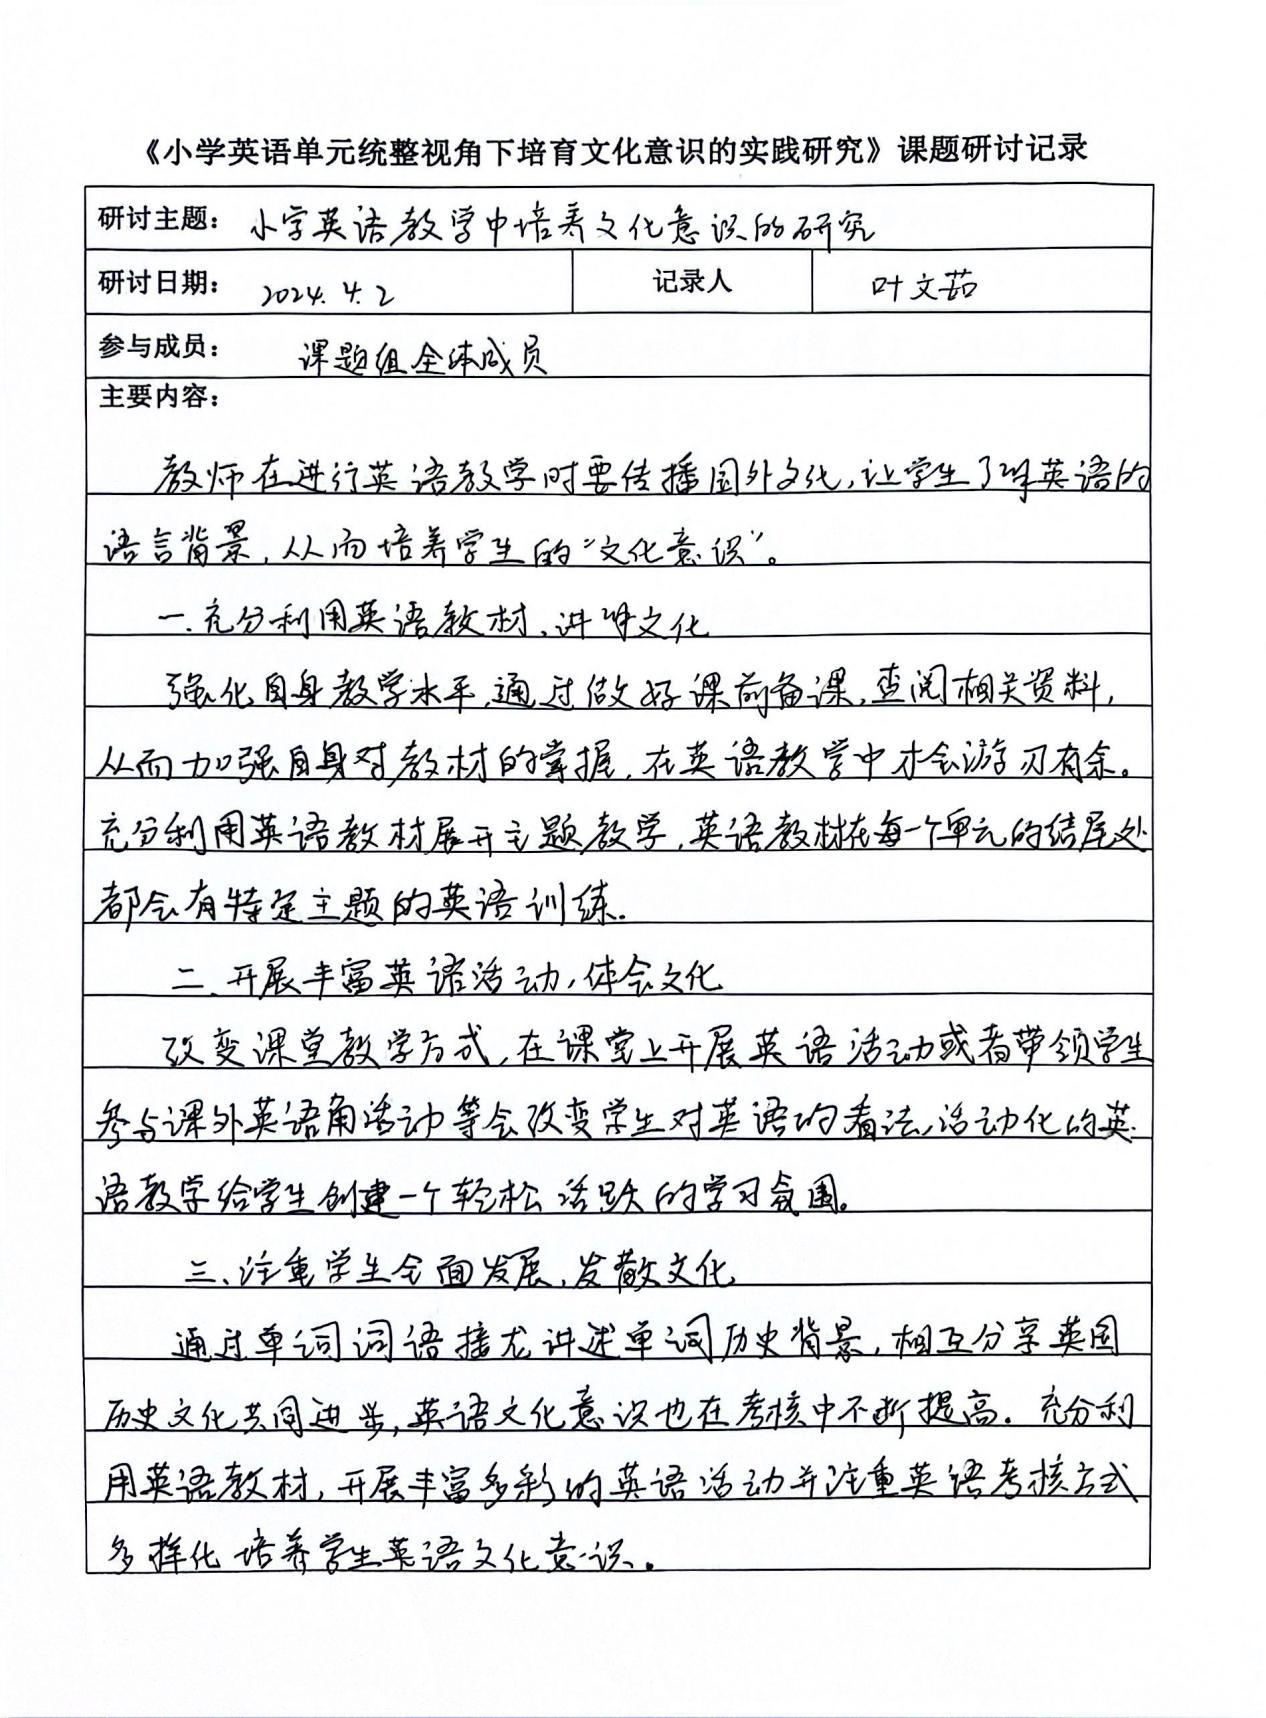 《小学英语单元统整视角下培育文化意识的实践研究》课题研讨记录
研讨主题： 小学英语教学中培养文化意识的研究
研讨日期： 2024.4.2 记录人 叶文茹
参与成员： 课题组全体成员
主要内容：
教师在进行英语教学时要传播国外文化，让学生了解英语的
语言背景，从而培养学生的“文化意识”。
一、充分利用英语教材，讲解文化
强化自身教学水平，通过做好课前备课，查阅相关资料，
从而加强自身对教材的掌握，在英语教学中才会游刃有余。
充分利用英语教材展开主题教学，英语教材在每一个单元的结尾处
都会有特定主题的英语训练。
二、开展丰富英语活动，体会文化
改变课堂教学方式，在课堂上开展英语活动或者带领学生
参与课外英语角活动等会改变学生对英语的看法，活动化的英
语教学给学生创建一个轻松活跃的学习氛围。
三、注重学生全面发展，发散文化
通过单词词语接龙讲述单词历史背景，相互分享英国
历史文化共同进步，英语文化意识也在考核中不断提高。充分利
用英语教材，开展丰富多彩的英语活动并注重英语考核方式
多样化培养学生英语文化意识。